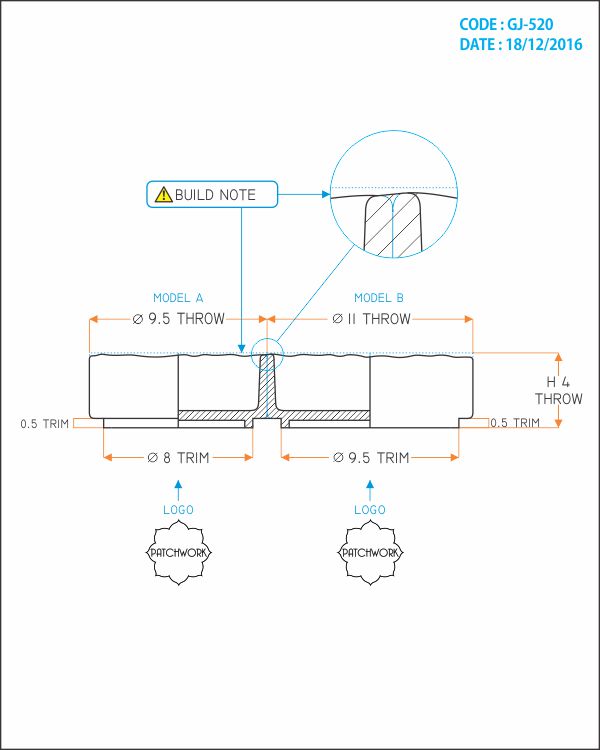 CODE : GJ-520
DATE : 18/12/2016
BUILD NOTE
MODEL A
MODEL B
Ø 9.5 THROW
Ø 11 THROW
H 4
THROW
0.5 TRIM
0.5 TRIM
Ø 8 TRIM
Ø 9.5 TRIM
LOGO
LOGO
PATCHWORK
PATCHWORK